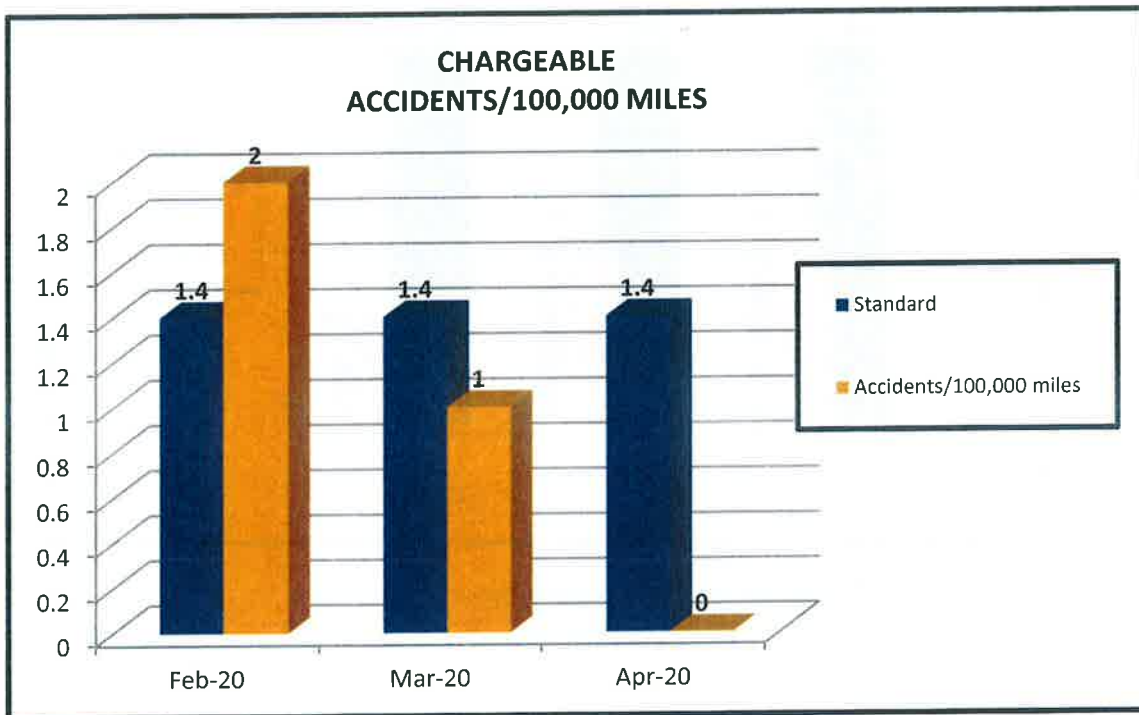 CHARGEABLE
ACCIDENTS/100,000 MILES
2
1.4
1.4
1
1.4
0
2
1.8
1.6
1.4
1.2
1
0.8
0.6
0.4
0.2
0
Feb-20
Mar-20
Apr-20
Standard
Accidents/100,000 miles